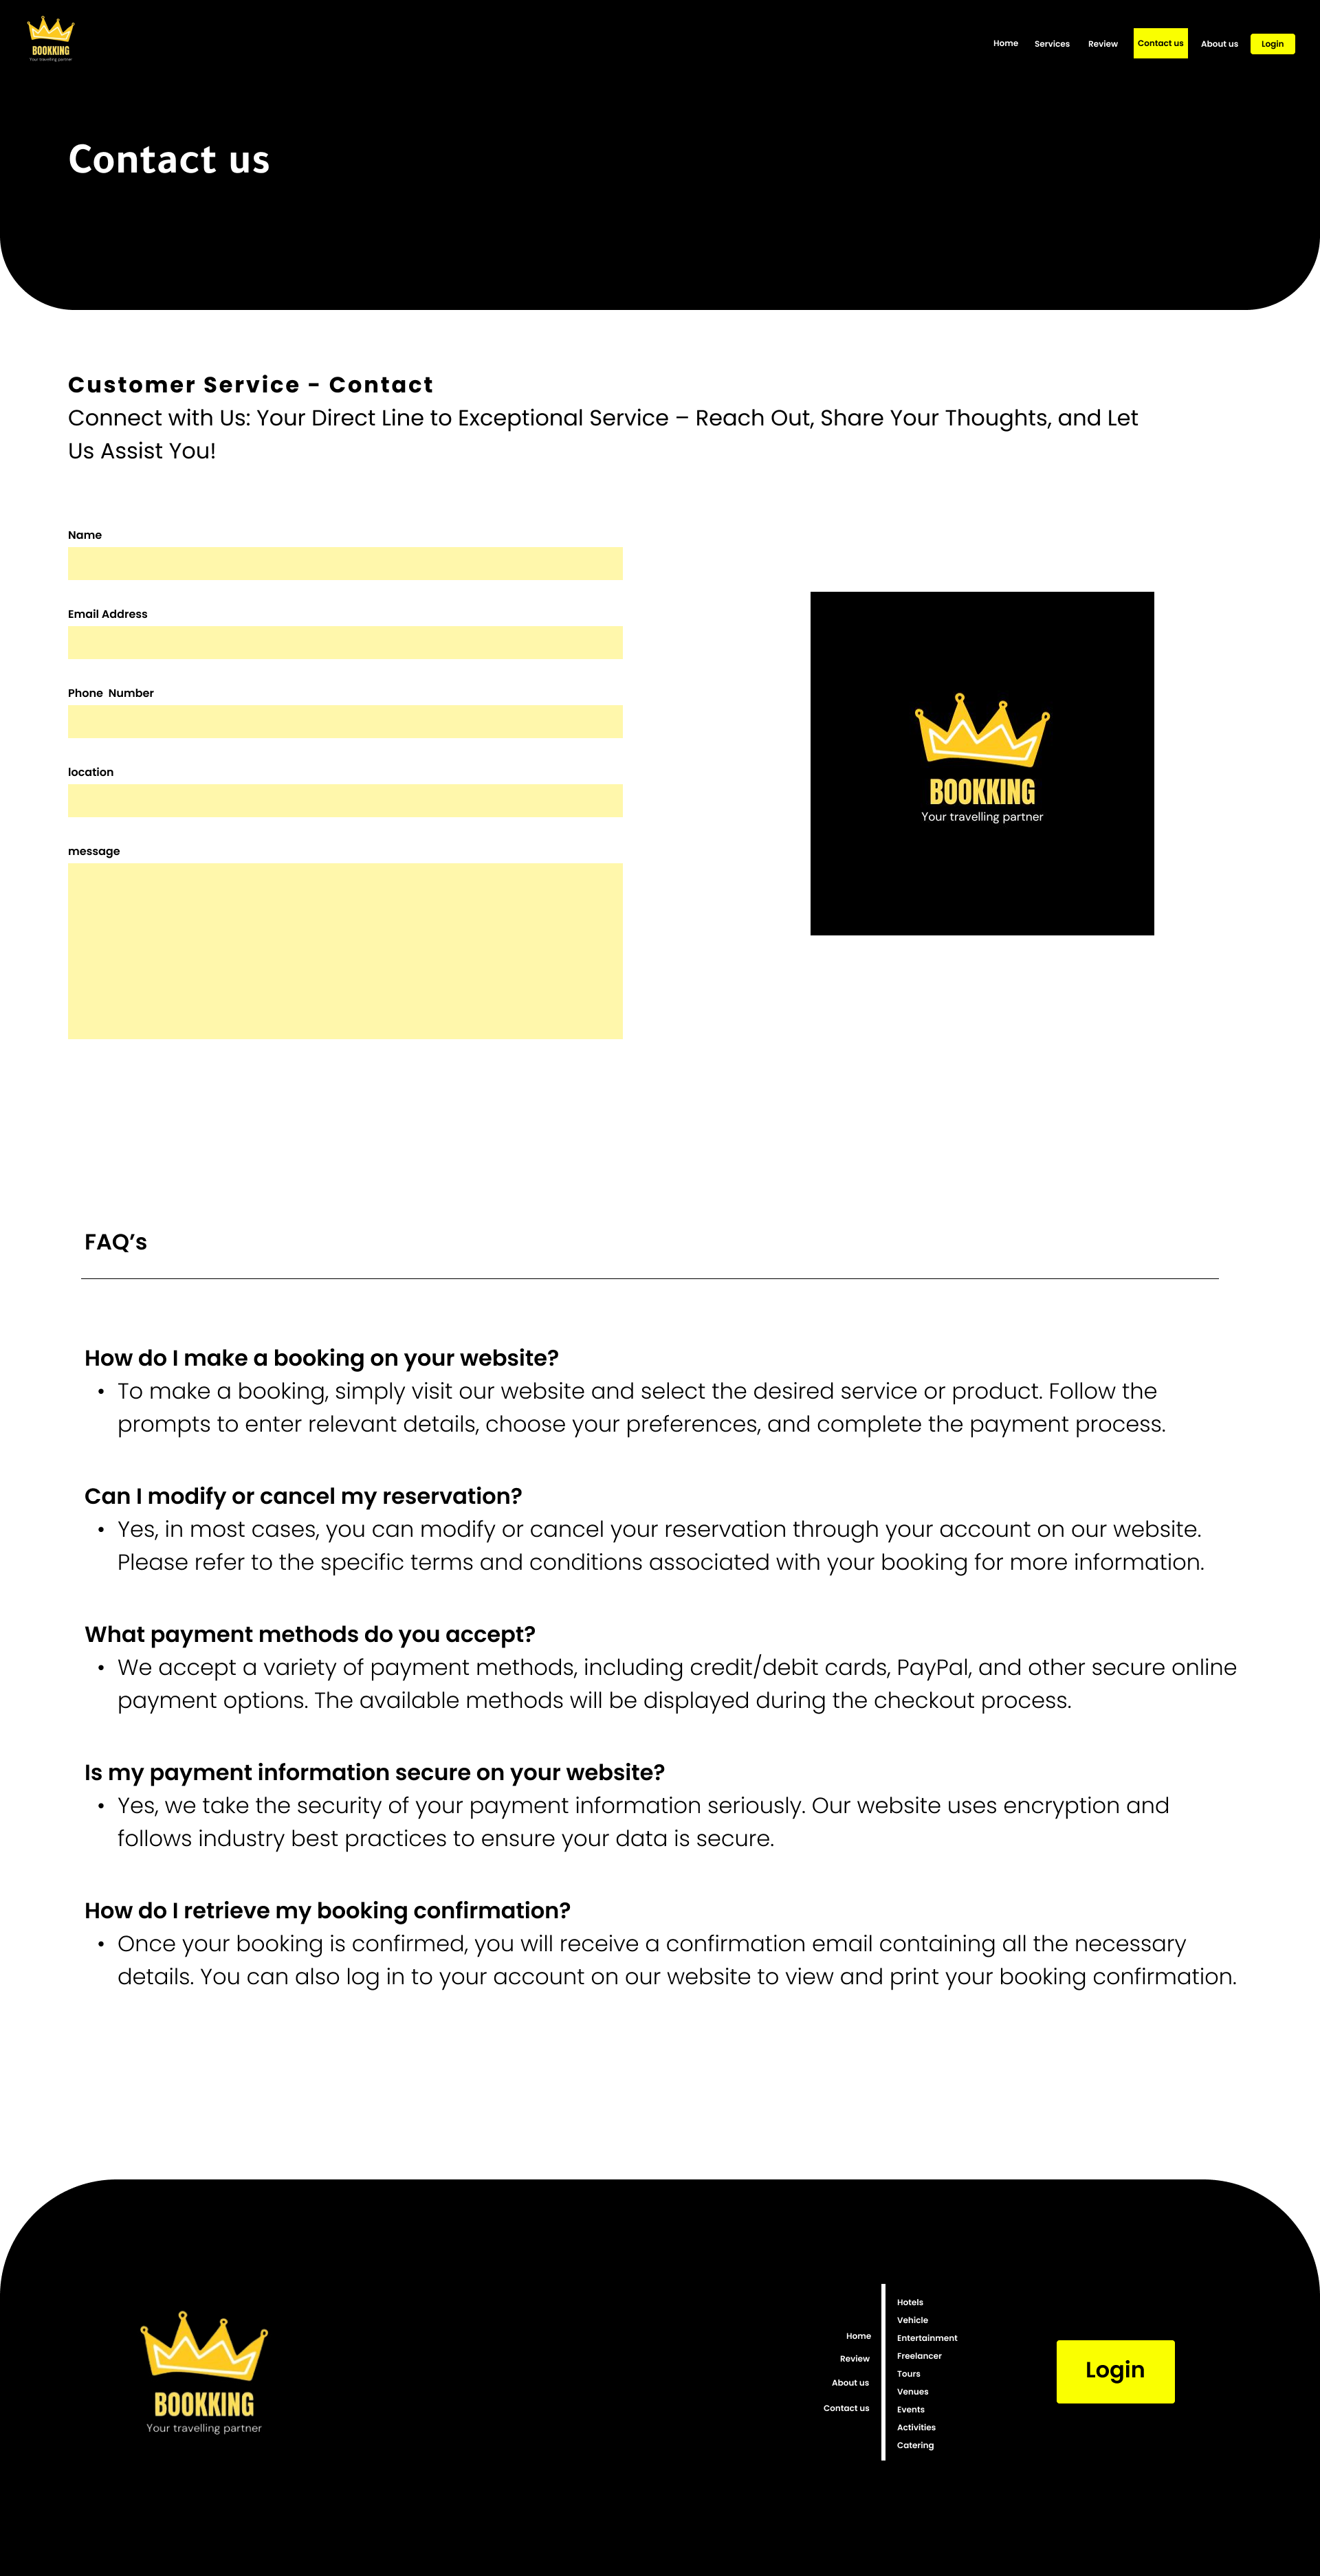 BOOKKING
Your travelling partner
Home
Services
Review
Contact us
About us
Login
Contact us
Customer Service - Contact
Connect with Us: Your Direct Line to Exceptional Service – Reach Out, Share Your Thoughts, and Let
Us Assist You!
Name
Email Address
Phone Number
location
message
BOOKKING
Your travelling partner
FAQ’s
How do I make a booking on your website?
• To make a booking, simply visit our website and select the desired service or product. Follow the
prompts to enter relevant details, choose your preferences, and complete the payment process.
Can I modify or cancel my reservation?
• Yes, in most cases, you can modify or cancel your reservation through your account on our website.
Please refer to the specific terms and conditions associated with your booking for more information.
What payment methods do you accept?
• We accept a variety of payment methods, including credit/debit cards, PayPal, and other secure online
payment options. The available methods will be displayed during the checkout process.
Is my payment information secure on your website?
• Yes, we take the security of your payment information seriously. Our website uses encryption and
follows industry best practices to ensure your data is secure.
How do I retrieve my booking confirmation?
• Once your booking is confirmed, you will receive a confirmation email containing all the necessary
details. You can also log in to your account on our website to view and print your booking confirmation.
BOOKKING
Your travelling partner
Home
Review
About us
Contact us
Hotels
Vehicle
Entertainment
Freelancer
Tours
Venues
Events
Activities
Catering
Login